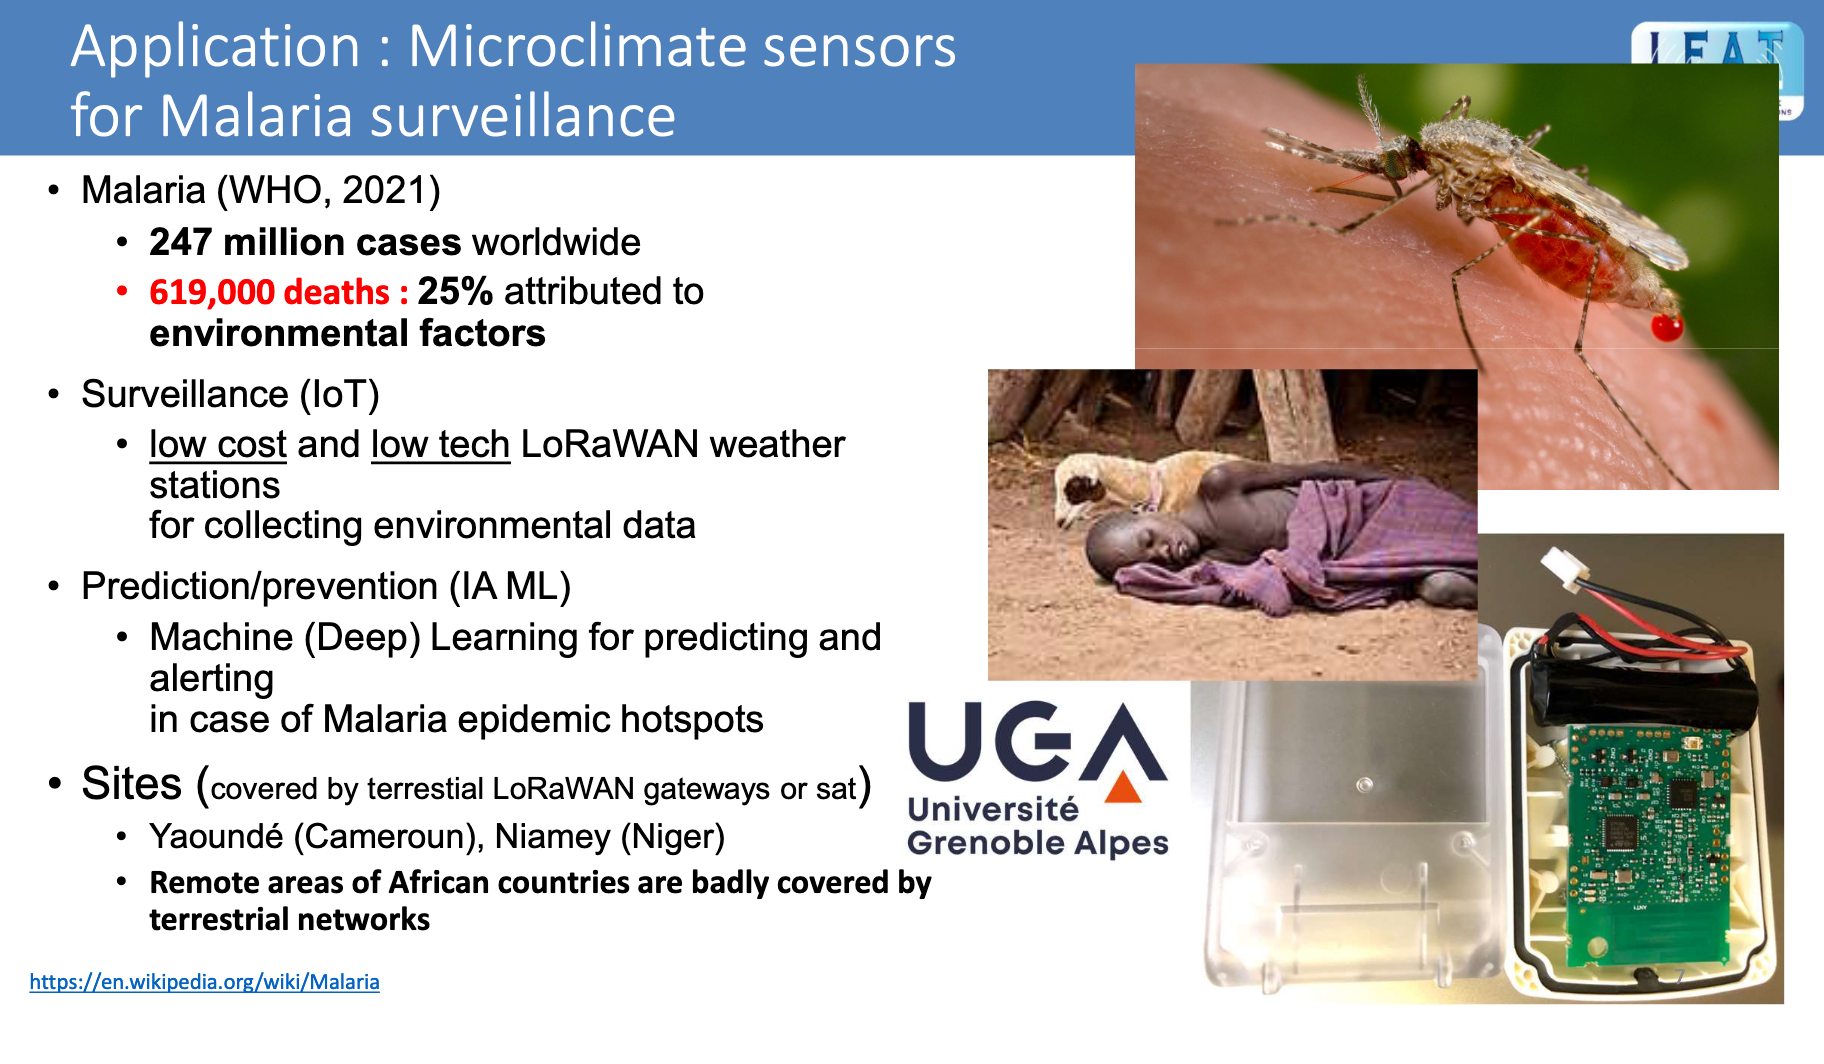 Application : Microclimate sensors
for Malaria surveillance
LEAT
• Malaria (WHO, 2021)
• 247 million cases worldwide
• 619,000 deaths : 25% attributed to
environmental factors
• Surveillance (IoT)
• low cost and low tech LoRaWAN weather
stations
for collecting environmental data
• Prediction/prevention (IA ML)
• Machine (Deep) Learning for predicting and
alerting
in case of Malaria epidemic hotspots
• Sites (covered by terrestial LoRaWAN gateways or sat)
• Yaoundé (Cameroun), Niamey (Niger)
• Remote areas of African countries are badly covered by
terrestrial networks
UGA
Université
Grenoble Alpes
https://en.wikipedia.org/wiki/Malaria
ANT1
7